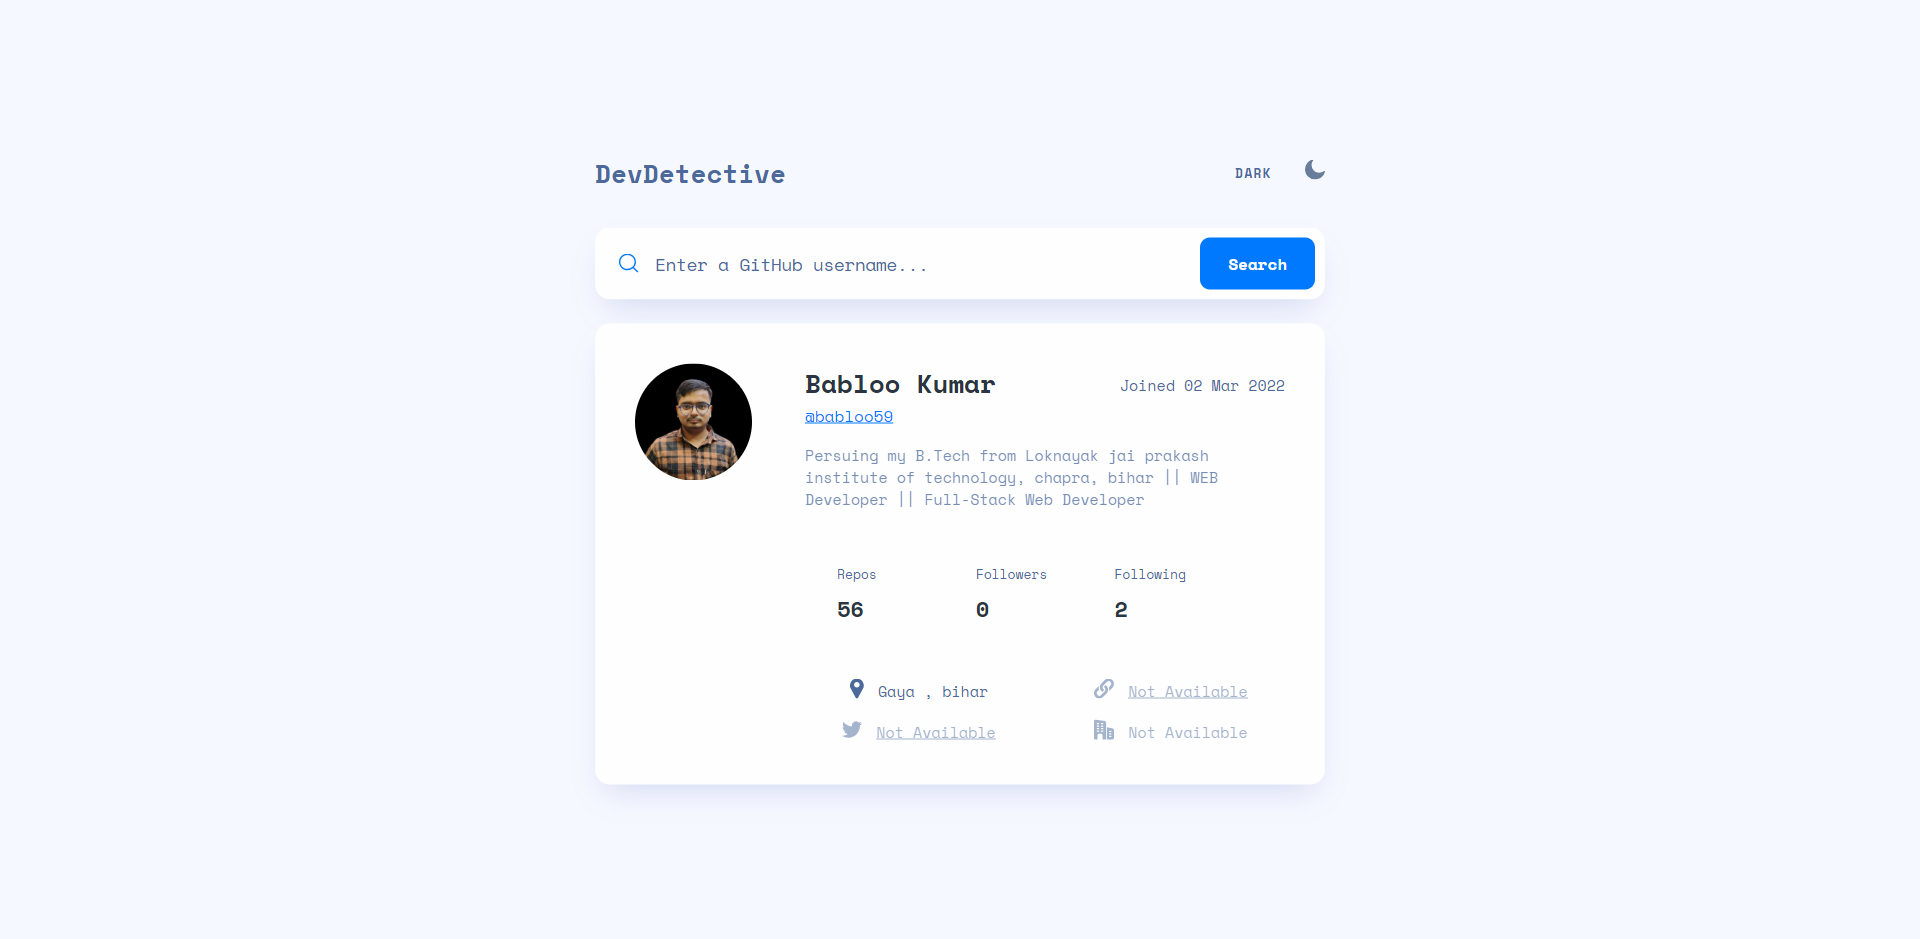 DevDetective
DARK
Enter a GitHub username...
Search
Babloo Kumar
Joined 02 Mar 2022
@babloo59
Persuing my B.Tech from Loknayak jai prakash
institute of technology, chapra, bihar || WEB
Developer || Full-Stack Web Developer
Repos
Followers
Following
56
0
2
Gaya , bihar
Not Available
Not Available
Not Available